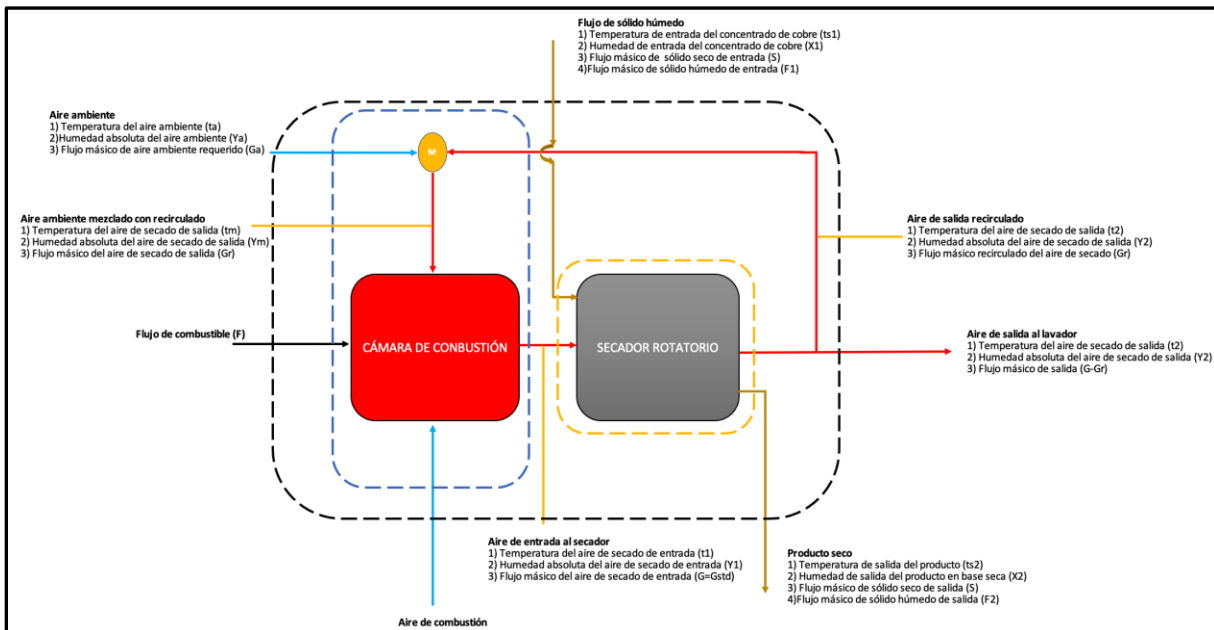 Flujo de sólido húmedo
1) Temperatura de entrada del concentrado de cobre (ts1)
2) Humedad de entrada del concentrado de cobre (X1)
3) Flujo másico de  sólido seco de entrada (S)
4)Flujo másico de sólido húmedo de entrada (F1)
Aire ambiente
1) Temperatura del aire ambiente (ta)
2)Humedad absoluta del aire ambiente (Ya)
3) Flujo másico de aire ambiente requerido (Ga)
M
Aire ambiente mezclado con recirculado
1) Temperatura del aire de secado de salida (tm)
2) Humedad absoluta del aire de secado de salida (Ym)
3) Flujo másico del aire de secado de salida (Gr)
Aire de salida recirculado
1) Temperatura del aire de secado de salida (t2)
2) Humedad absoluta del aire de secado de salida (Y2)
3) Flujo másico recirculado del aire de secado (Gr)
Flujo de combustible (F)
CÁMARA DE CONBUSTIÓN
SECADOR ROTATORIO
Aire de salida al lavador
1) Temperatura del aire de secado de salida (t2)
2) Humedad absoluta del aire de secado de salida (Y2)
3) Flujo másico de salida (G-Gr)
Aire de entrada al secador
1) Temperatura del aire de secado de entrada (t1)
2) Humedad absoluta del aire de secado de entrada (Y1)
3) Flujo másico del aire de secado de entrada (G=Gstd)
Producto seco
1) Temperatura de salida del producto (ts2)
2) Humedad de salida del producto en base seca (X2)
3) Flujo másico de sólido seco de salida (S)
4)Flujo másico de sólido húmedo de salida (F2)
Aire de combustión